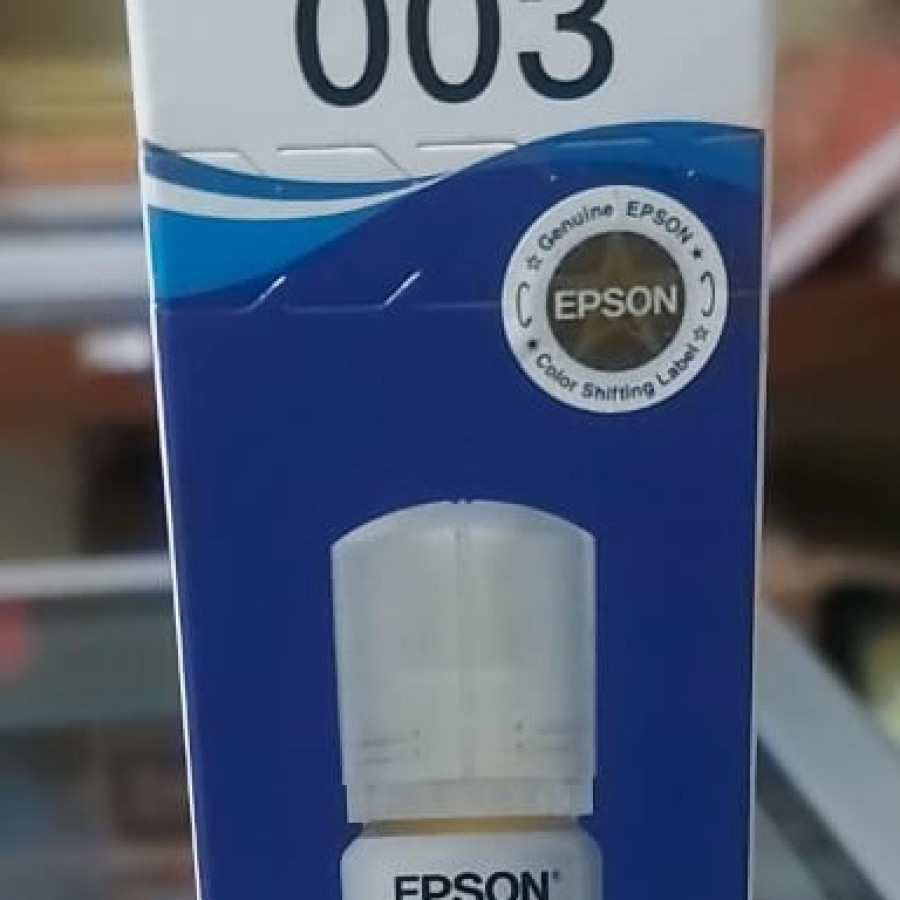 003
Genuine EPSON
EPSON
Color Shifting Label
EPSON®